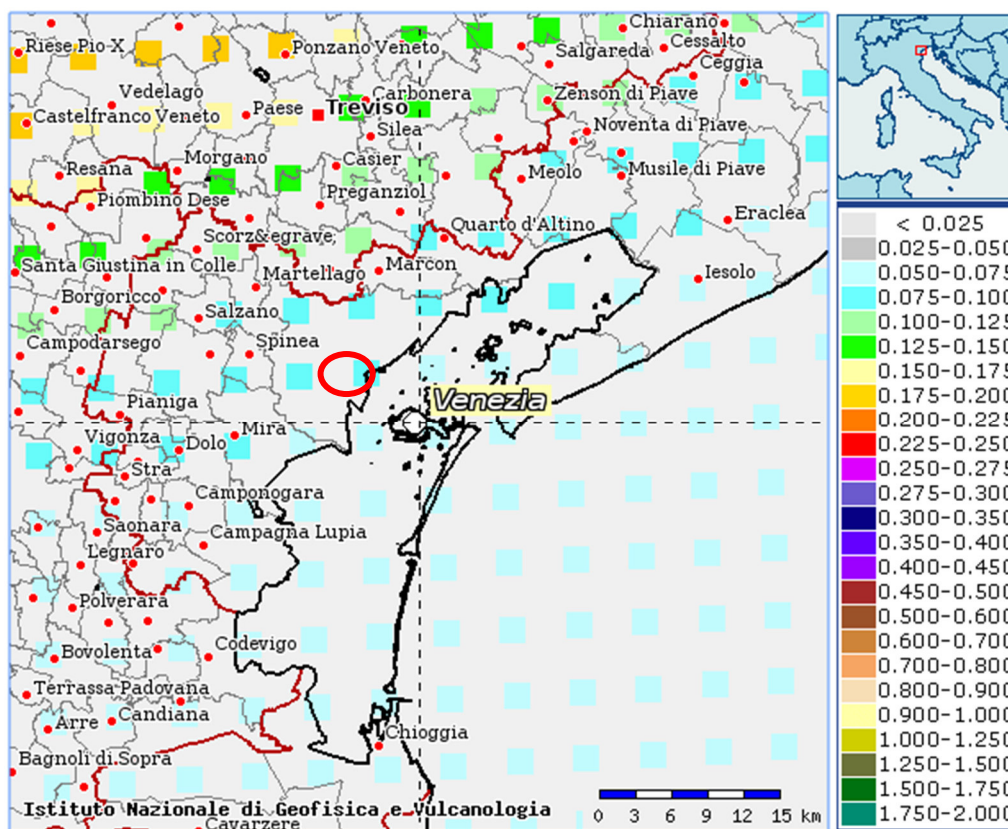 Riese Pio X
Ponzano Veneto
Chiarano
Salgareda
Cessalto
Ceggia
Vedelago
Carbonera
Zenson di Piave
Castelfranco Veneto
Paese
Treviso
Silea
Noventa di Piave
Resana
Morgano
Casier
Meolo
Musile di Piave
Piombino Dese
Preganziol
Scorz&egrave;
Quarto d'Altino
Eraclea
Santa Giustina in Colle
Martellago
Marcon
Iesolo
Borgoricco
Salzano
Campodarsego
Spinea
Pianiga
Venezia
Vigonza
Dolo
Mira
Stra
Camponogara
Saonara
Campagna Lupia
Legnaro
Polverara
Bovolenta
Codevigo
Terrassa Padovana
Arre
Candiana
Chioggia
Bagnoli di Sopra
Istituto Nazionale di Geofisica e Vulcanologia
Cavarzere
0 3 6 9 12 15 km
< 0.025
0.025-0.050
0.050-0.075
0.075-0.100
0.100-0.125
0.125-0.150
0.150-0.175
0.175-0.200
0.200-0.225
0.225-0.250
0.250-0.275
0.275-0.300
0.300-0.350
0.350-0.400
0.400-0.450
0.450-0.500
0.500-0.600
0.600-0.700
0.700-0.800
0.800-0.900
0.900-1.000
1.000-1.250
1.250-1.500
1.500-1.750
1.750-2.000